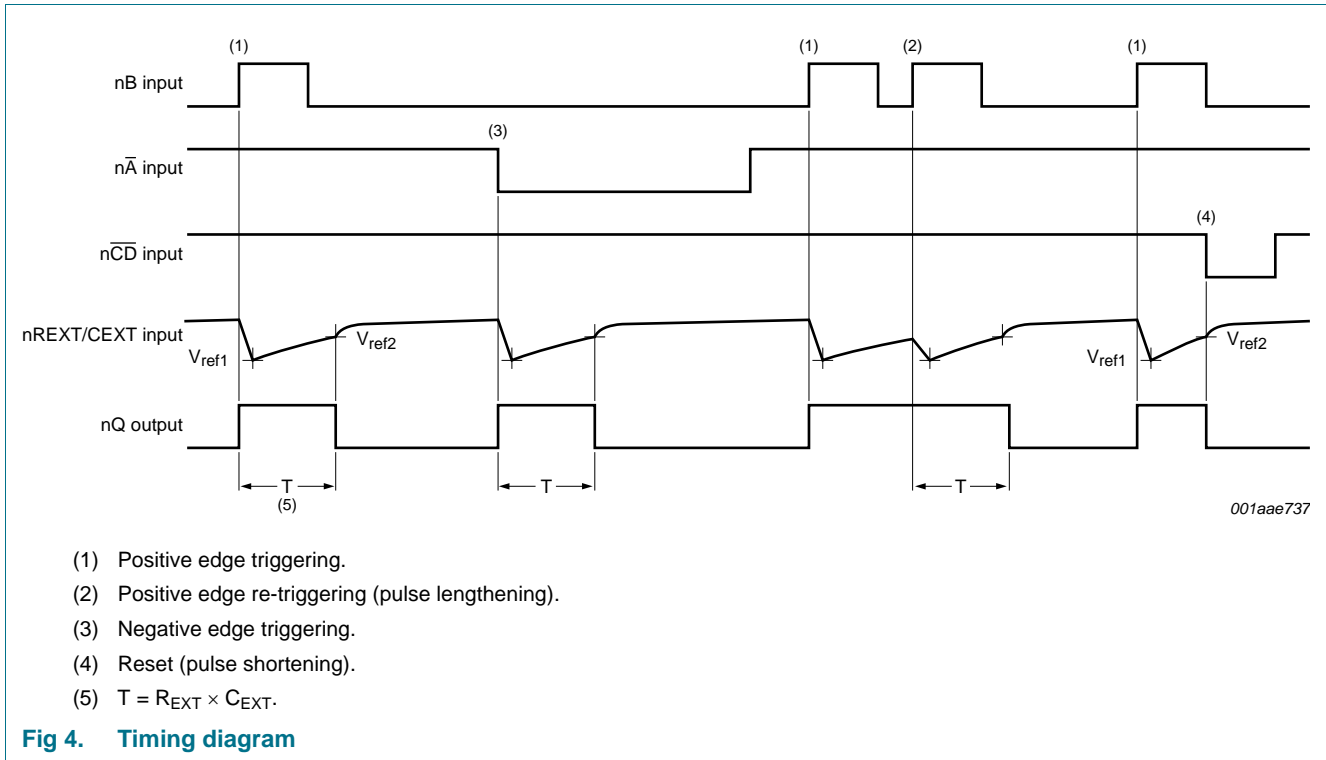 (1) (1) (2) (1)
nB input
(3)
nA̅ input
(4)
nC̅D̅ input
nREXT/CEXT input
Vref1 Vref2 Vref1 Vref2
nQ output
T T T
(5)
001aae737
(1) Positive edge triggering.
(2) Positive edge re-triggering (pulse lengthening).
(3) Negative edge triggering.
(4) Reset (pulse shortening).
(5) T = REXT × CEXT.
Fig 4. Timing diagram